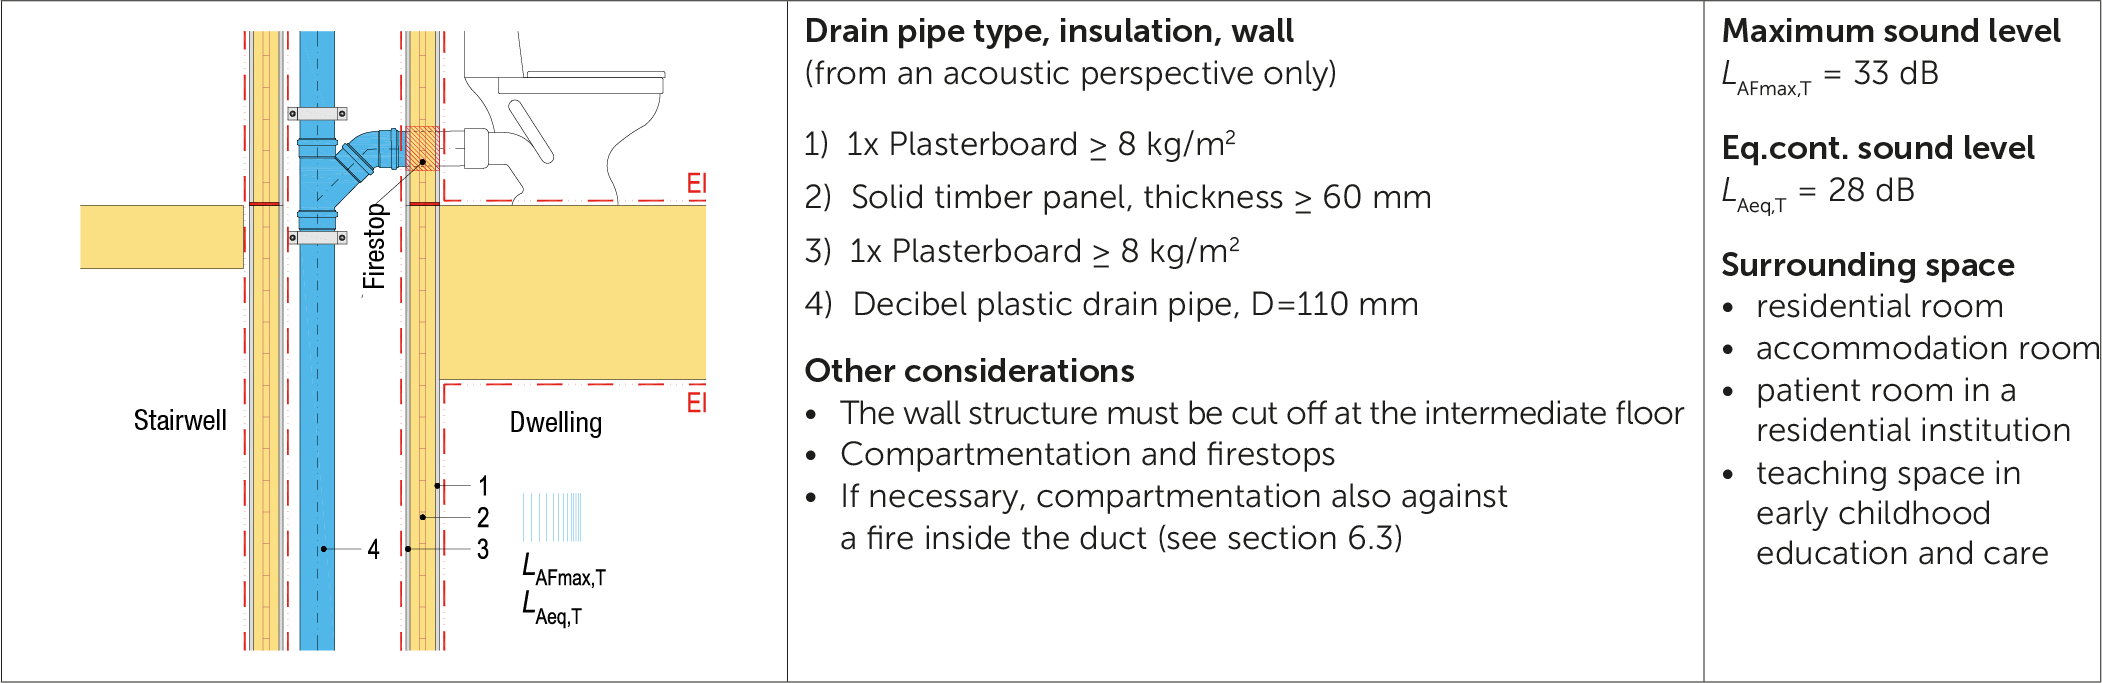 EI
Firestop
EI
Stairwell
Dwelling
1
2
3
4
LAFmax,T
LAeq,T
Drain pipe type, insulation, wall
(from an acoustic perspective only)
1) 1x Plasterboard ≥ 8 kg/m²
2) Solid timber panel, thickness ≥ 60 mm
3) 1x Plasterboard ≥ 8 kg/m²
4) Decibel plastic drain pipe, D=110 mm
Other considerations
• The wall structure must be cut off at the intermediate floor
• Compartmentation and firestops
• If necessary, compartmentation also against
a fire inside the duct (see section 6.3)
Maximum sound level
LAFmax,T = 33 dB
Eq.cont. sound level
LAeq,T = 28 dB
Surrounding space
• residential room
• accommodation room
• patient room in a
residential institution
• teaching space in
early childhood
education and care